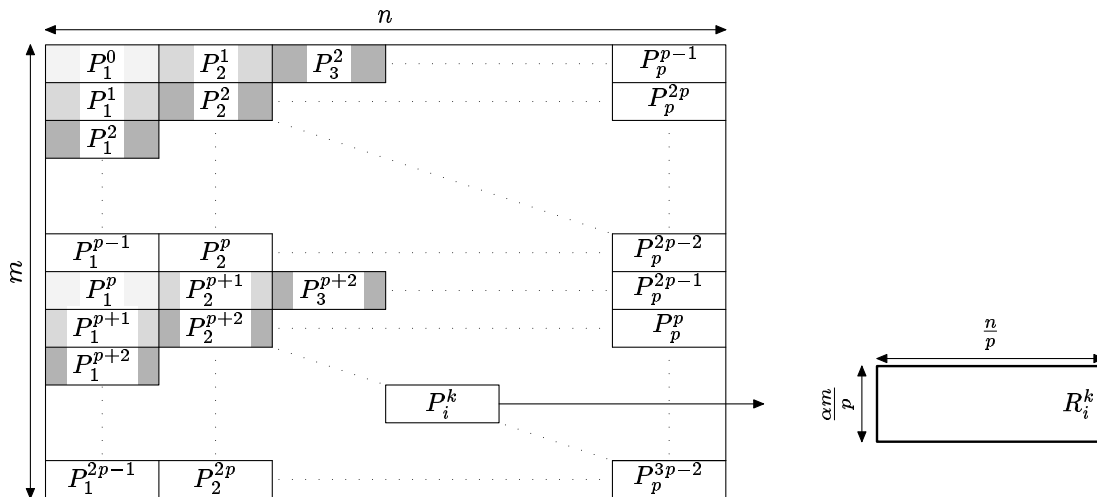 n
P_1^0 P_2^1 P_3^2 P_p^{p-1}
P_1^1 P_2^2 P_p^{2p}
P_1^2
m
P_1^{p-1} P_2^p P_p^{2p-2}
P_1^p P_2^{p+1} P_3^{p+2} P_p^{2p-1}
P_1^{p+1} P_2^{p+2} P_p^p
P_1^{p+2}
P_i^k
P_1^{2p-1} P_2^{2p} P_p^{3p-2}
\frac{n}{p}
\frac{αm}{p} R_i^k